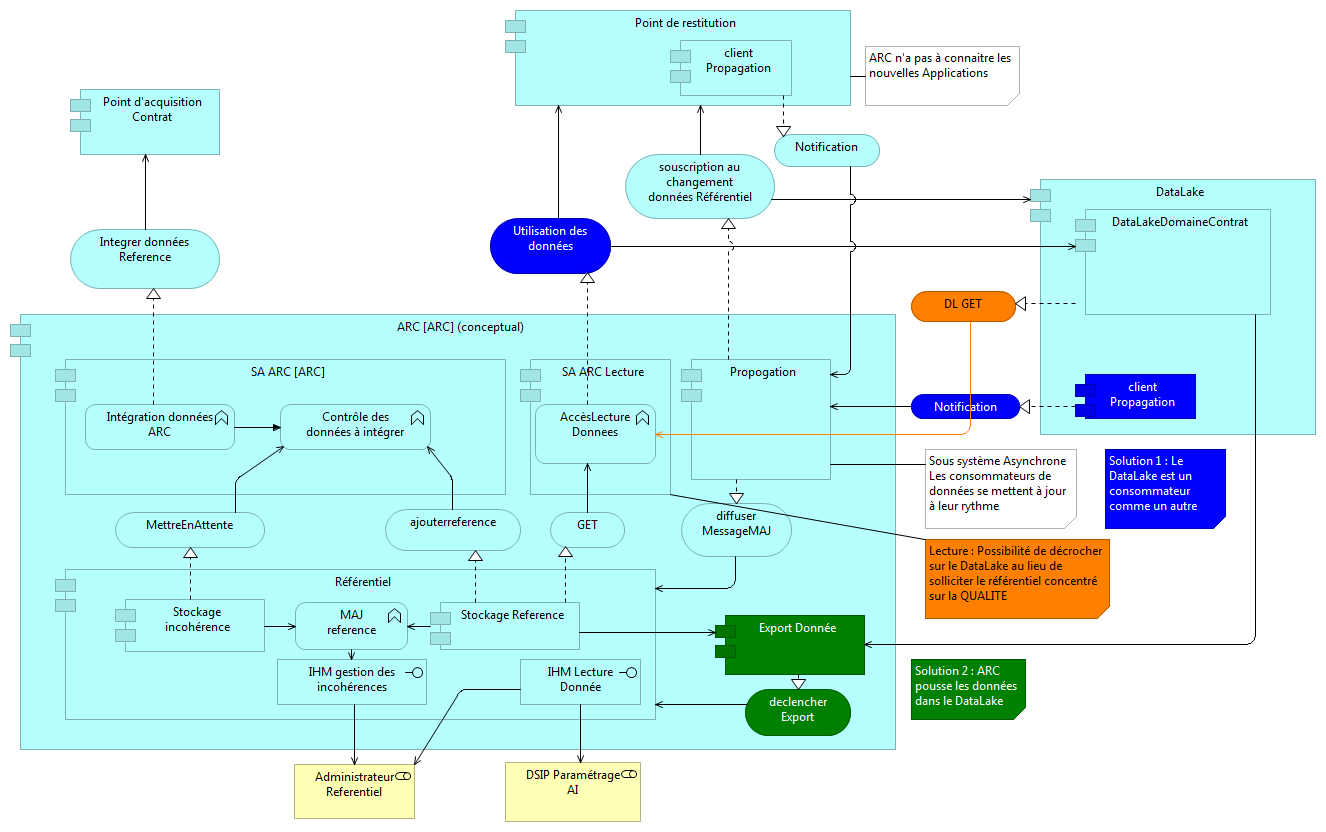 Point de restitution
client
Propagation
ARC n'a pas à connaitre les
nouvelles Applications
Point d'acquisition
Contrat
Notification
souscription au
changement
données Référentiel
DataLake
DataLakeDomaineContrat
Utilisation des
données
Integrer données
Reference
DL GET
ARC [ARC] (conceptual)
SA ARC [ARC]
SA ARC Lecture
Propogation
client
Propagation
Notification
Intégration données
ARC
Contrôle des
données à intégrer
AccèsLecture
Donnees
Sous système Asynchrone
Les consommateurs de
données se mettent à jour
à leur rythme
Solution 1 : Le
DataLake est un
consommateur
comme un autre
MettreEnAttente
ajouterreference
GET
diffuser
MessageMAJ
Lecture : Possibilité de décrocher
sur le DataLake au lieu de
solliciter le référentiel concentré
sur la QUALITE
Référentiel
Stockage
incohérence
MAJ
reference
Stockage Reference
Export Donnée
IHM gestion des
incohérences
IHM Lecture
Donnée
Solution 2 : ARC
pousse les données
dans le DataLake
declencher
Export
Administrateur
Referentiel
DSIP Paramétrage
AI